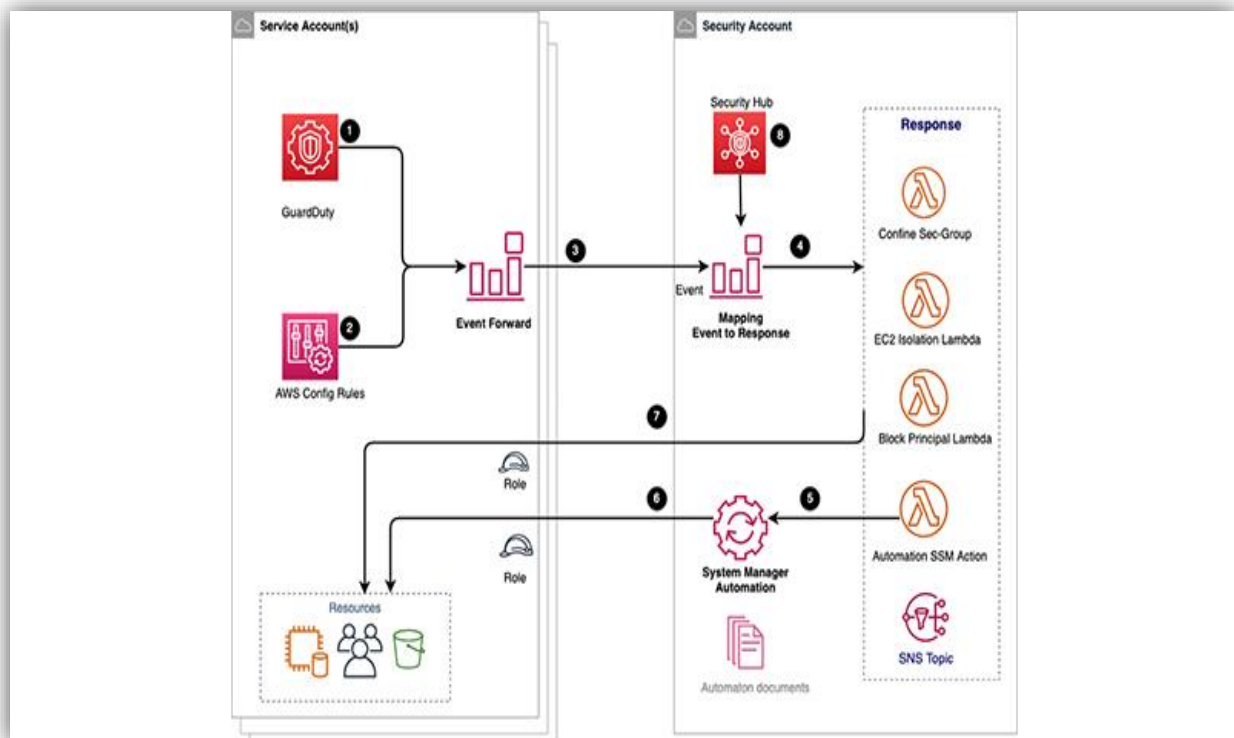 Service Account(s)
1
GuardDuty
2
AWS Config Rules
Event Forward
3
Security Account
Security Hub
8
Event
Mapping
Event to Response
4
Response
Confine Sec-Group
EC2 Isolation Lambda
Block Principal Lambda
Automation SSM Action
SNS Topic
7
Role
6
5
Role
System Manager
Automation
Automaton documents
Resources